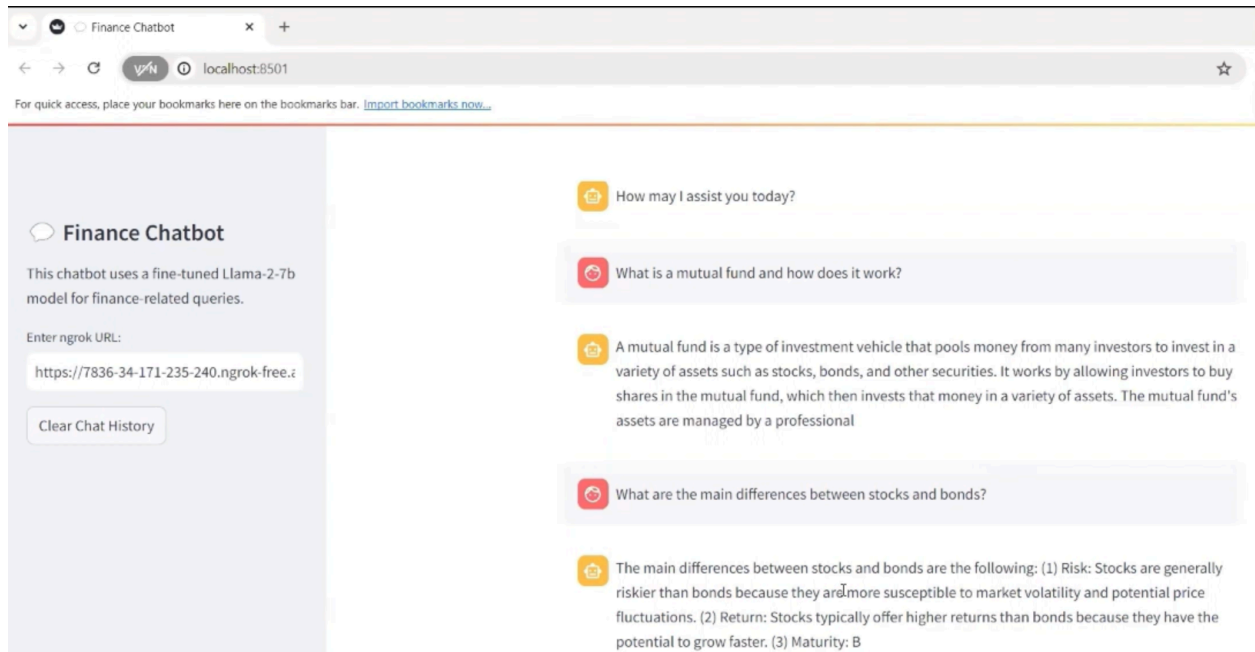 Finance Chatbot
VPN
localhost:8501
For quick access, place your bookmarks here on the bookmarks bar. Import bookmarks now...
Finance Chatbot
This chatbot uses a fine-tuned Llama-2-7b
model for finance-related queries.
Enter ngrok URL:
https://7836-34-171-235-240.ngrok-free.a
Clear Chat History
How may I assist you today?
What is a mutual fund and how does it work?
A mutual fund is a type of investment vehicle that pools money from many investors to invest in a
variety of assets such as stocks, bonds, and other securities. It works by allowing investors to buy
shares in the mutual fund, which then invests that money in a variety of assets. The mutual fund's
assets are managed by a professional
What are the main differences between stocks and bonds?
The main differences between stocks and bonds are the following: (1) Risk: Stocks are generally
riskier than bonds because they are more susceptible to market volatility and potential price
fluctuations. (2) Return: Stocks typically offer higher returns than bonds because they have the
potential to grow faster. (3) Maturity: B